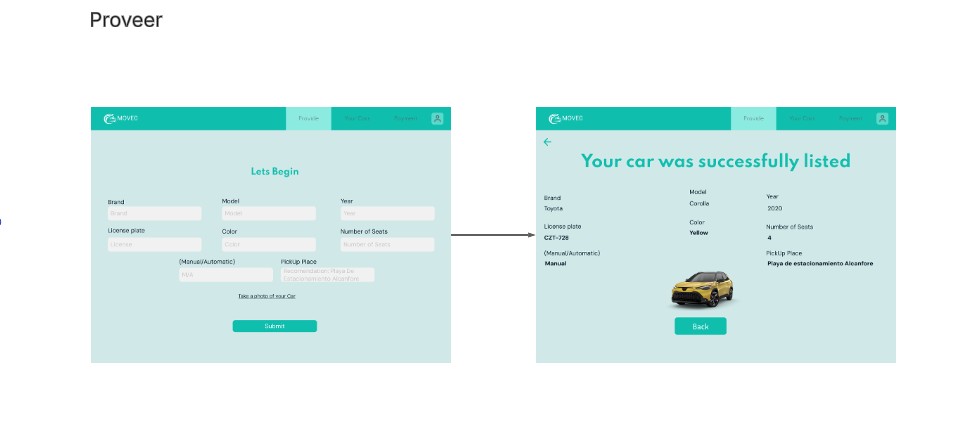 Proveer
MOVEC
Provide
Your Cars
Payment
Lets Begin
Brand
Model
Year
Brand
Model
Year
License plate
Color
Number of Seats
License
Color
Number of Seats
(Manual/Automatic)
PickUp Place
M/A
Recomendation: Playa De
Estacionamiento Alcanfore
Take a photo of your Car
Submit
MOVEC
Provide
Your Cars
Payment
Your car was successfully listed
Brand
Model
Year
Toyota
Corolla
2020
License plate
Color
Number of Seats
CZT-728
Yellow
4
(Manual/Automatic)
PickUp Place
Manual
Playa de estacionamiento Alcanfore
Back